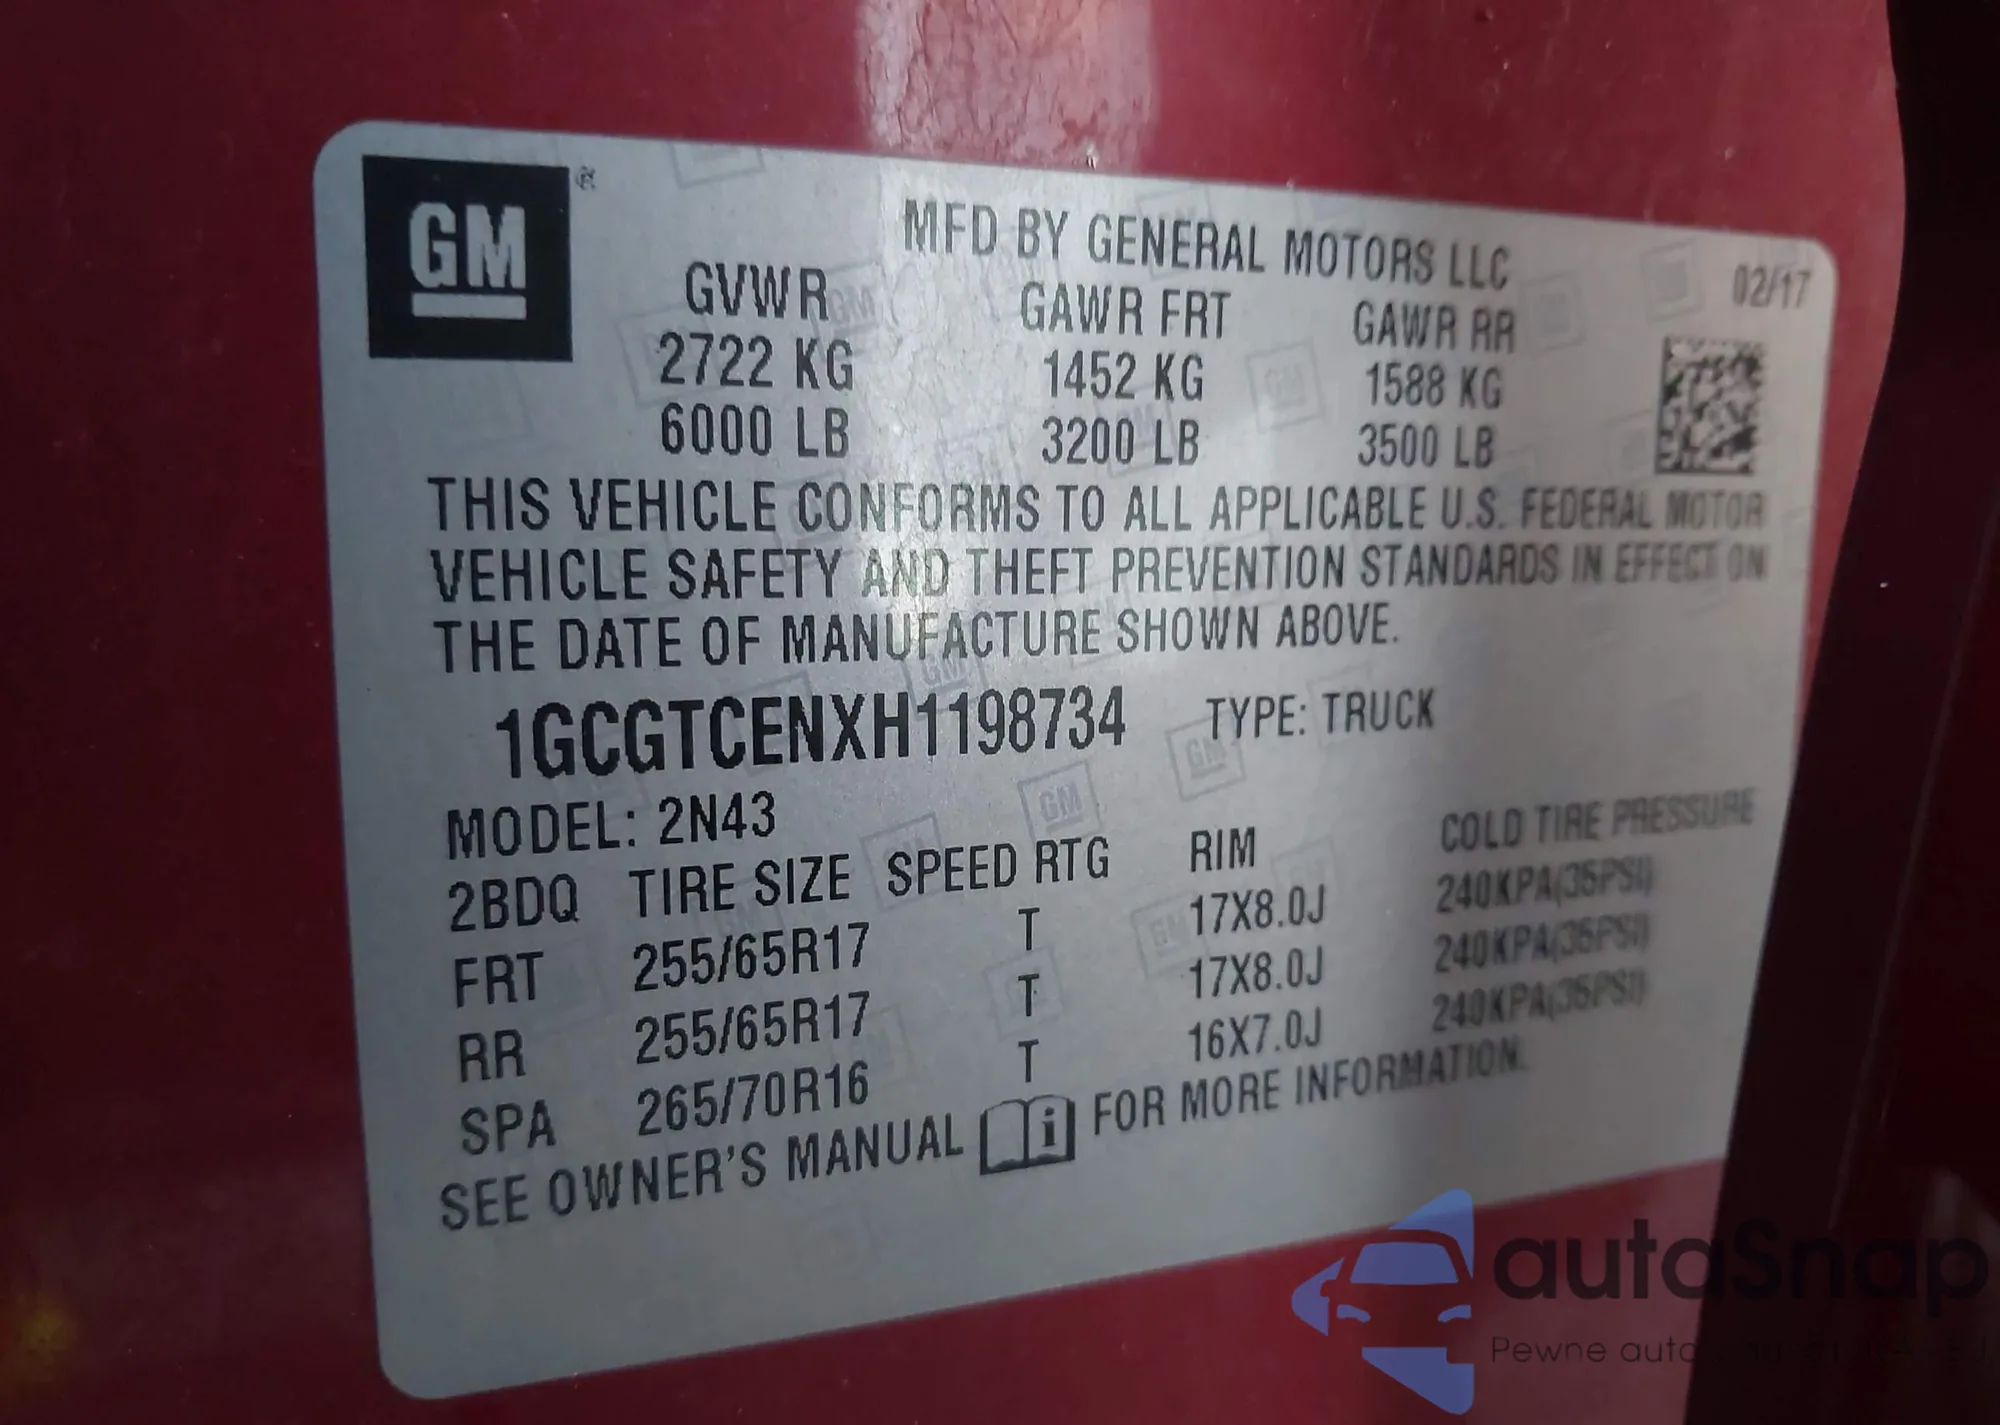 GM®
MFD BY GENERAL MOTORS LLC
02/17
GVWR GAWR FRT GAWR RR
2722 KG 1452 KG 1588 KG
6000 LB 3200 LB 3500 LB
THIS VEHICLE CONFORMS TO ALL APPLICABLE U.S. FEDERAL MOTOR
VEHICLE SAFETY AND THEFT PREVENTION STANDARDS IN EFFECT ON
THE DATE OF MANUFACTURE SHOWN ABOVE.
1GCGTCENXH1198734 TYPE: TRUCK
MODEL: 2N43
2BDQ TIRE SIZE SPEED RTG RIM COLD TIRE PRESSURE
FRT 255/65R17 T 17X8.0J 240KPA(35PSI)
RR 255/65R17 T 17X8.0J 240KPA(35PSI)
SPA 265/70R16 T 16X7.0J 240KPA(35PSI)
SEE OWNER'S MANUAL i FOR MORE INFORMATION.
autaSnap
Pewne auto